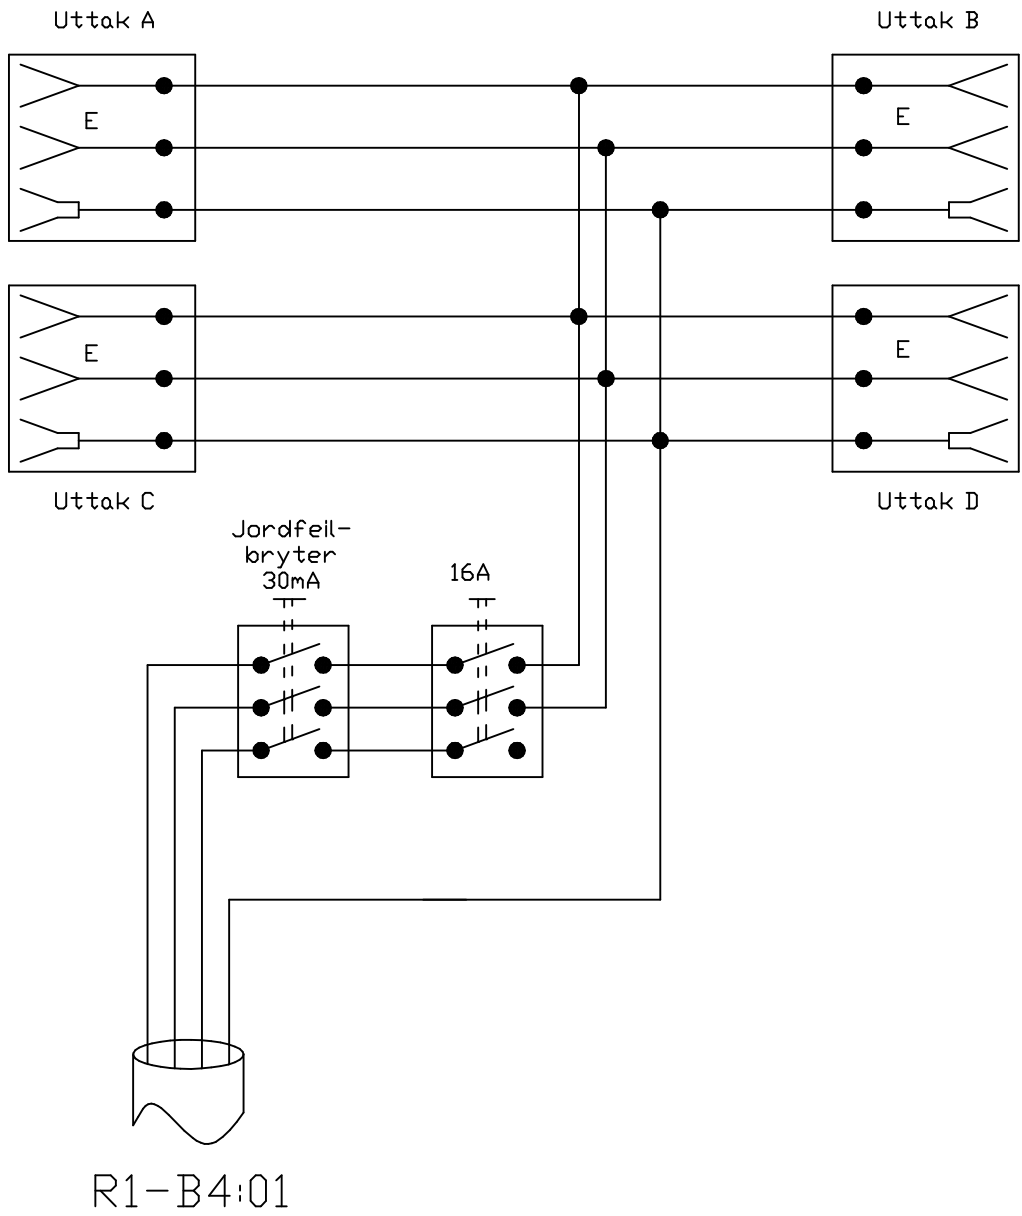 Uttak A
Uttak B
E
E
E
E
Uttak C
Uttak D
Jordfeil-
bryter
30mA
16A
R1-B4:01